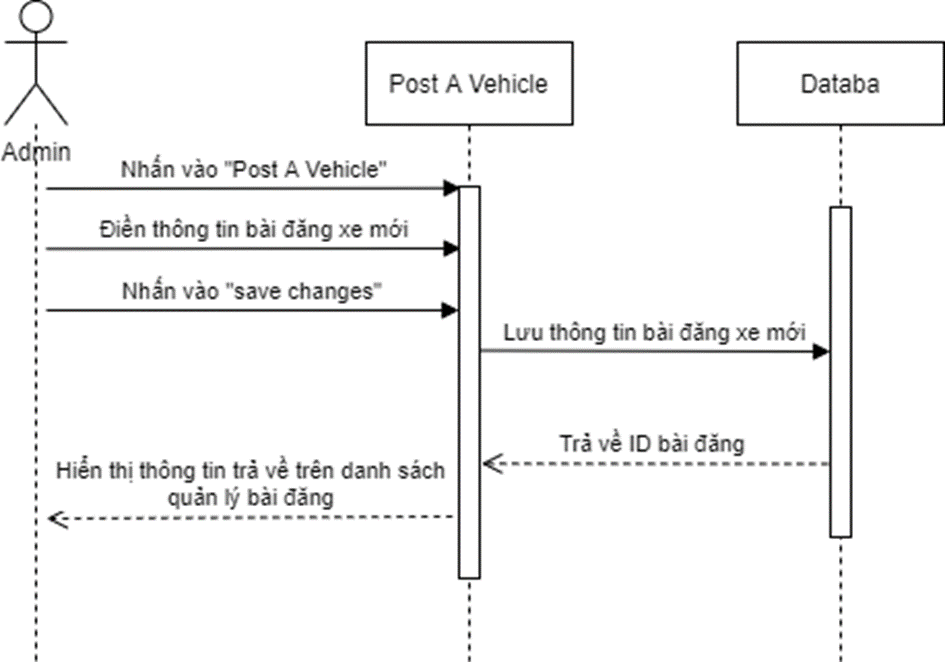 Post A Vehicle
Databa
Admin
Nhấn vào "Post A Vehicle"
Điền thông tin bài đăng xe mới
Nhấn vào "save changes"
Lưu thông tin bài đăng xe mới
Trả về ID bài đăng
Hiển thị thông tin trả về trên danh sách
quản lý bài đăng